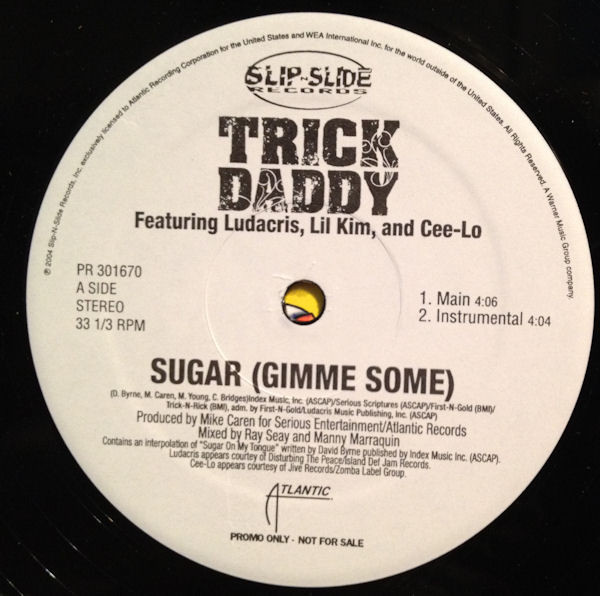 ℗ 2004 Slip-N-Slide Records, Inc. exclusively licensed to Atlantic Recording Corporation for the United States and WEA International Inc. for the world outside of the United States. All Rights Reserved. A Warner Music Group company.
SLIP-N-SLIDE
RECORDS
TRICK
DADDY
Featuring Ludacris, Lil Kim, and Cee-Lo
PR 301670
A SIDE
STEREO
33 1/3 RPM
1. Main 4:06
2. Instrumental 4:04
SUGAR (GIMME SOME)
(D. Byrne, M. Caren, M. Young, C. Bridges)Index Music, Inc. (ASCAP)/Serious Scriptures (ASCAP)/First-N-Gold (BMI)/
Trick-N-Rick (BMI), adm. by First-N-Gold/Ludacris Music Publishing, Inc. (ASCAP)
Produced by Mike Caren for Serious Entertainment/Atlantic Records
Mixed by Ray Seay and Manny Marraquin
Contains an interpolation of "Sugar On My Tongue" written by David Byrne published by Index Music Inc. (ASCAP).
Ludacris appears courtesy of Disturbing The Peace/Island Def Jam Records.
Cee-Lo appears courtesy of Jive Records/Zomba Label Group.
ATLANTIC
PROMO ONLY - NOT FOR SALE